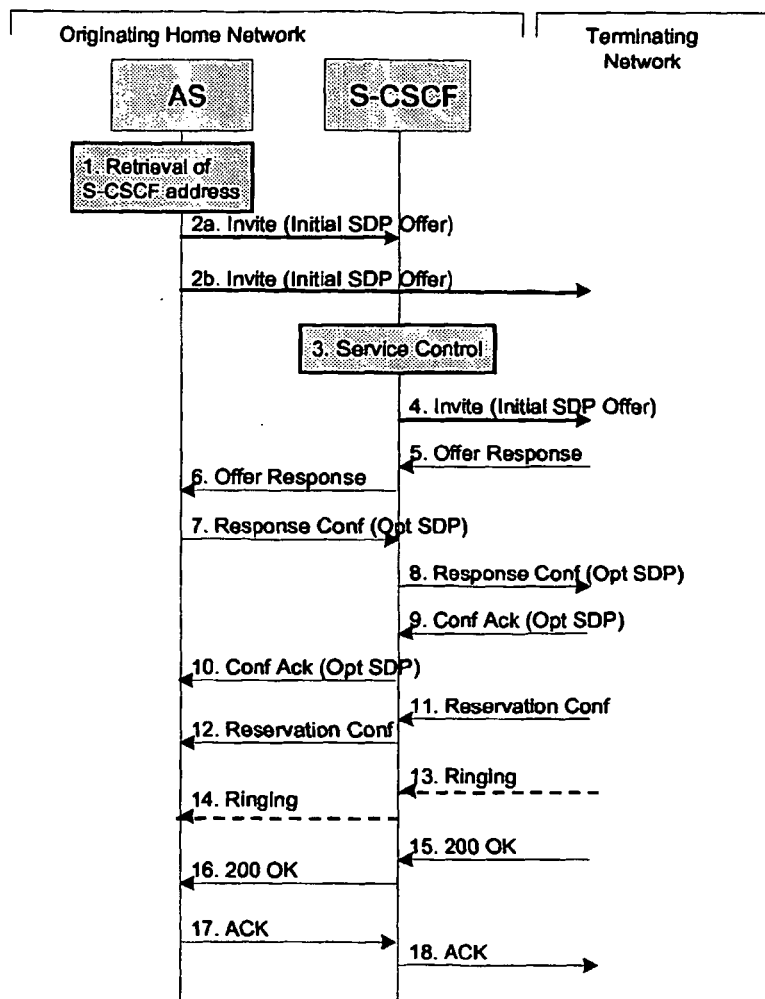 Originating Home Network
Terminating
Network
AS
S-CSCF
1. Retrieval of
S-CSCF address
2a. Invite (Initial SDP Offer)
2b. Invite (Initial SDP Offer)
3. Service Control
4. Invite (Initial SDP Offer)
5. Offer Response
6. Offer Response
7. Response Conf (Opt SDP)
8. Response Conf (Opt SDP)
9. Conf Ack (Opt SDP)
10. Conf Ack (Opt SDP)
11. Reservation Conf
12. Reservation Conf
13. Ringing
14. Ringing
15. 200 OK
16. 200 OK
17. ACK
18. ACK